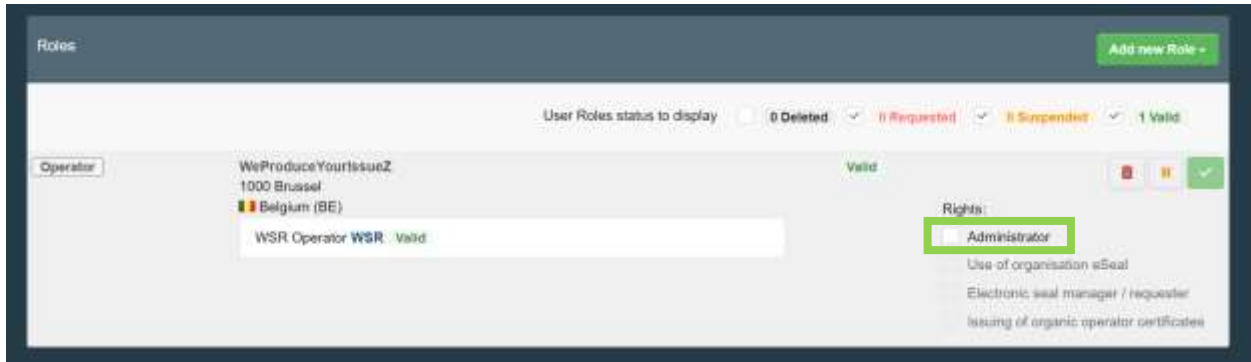 Roles
Add new Role +
User Roles status to display 0 Deleted 0 Requested 0 Suspended 1 Valid
Operator
WeProduceYourIssueZ
Valid
1000 Brussel
Belgium (BE)
Rights:
WSR Operator WSR Valid
Administrator
Use of organisation eSeal
Electronic seal manager / requester
Issuing of organic operator certificates